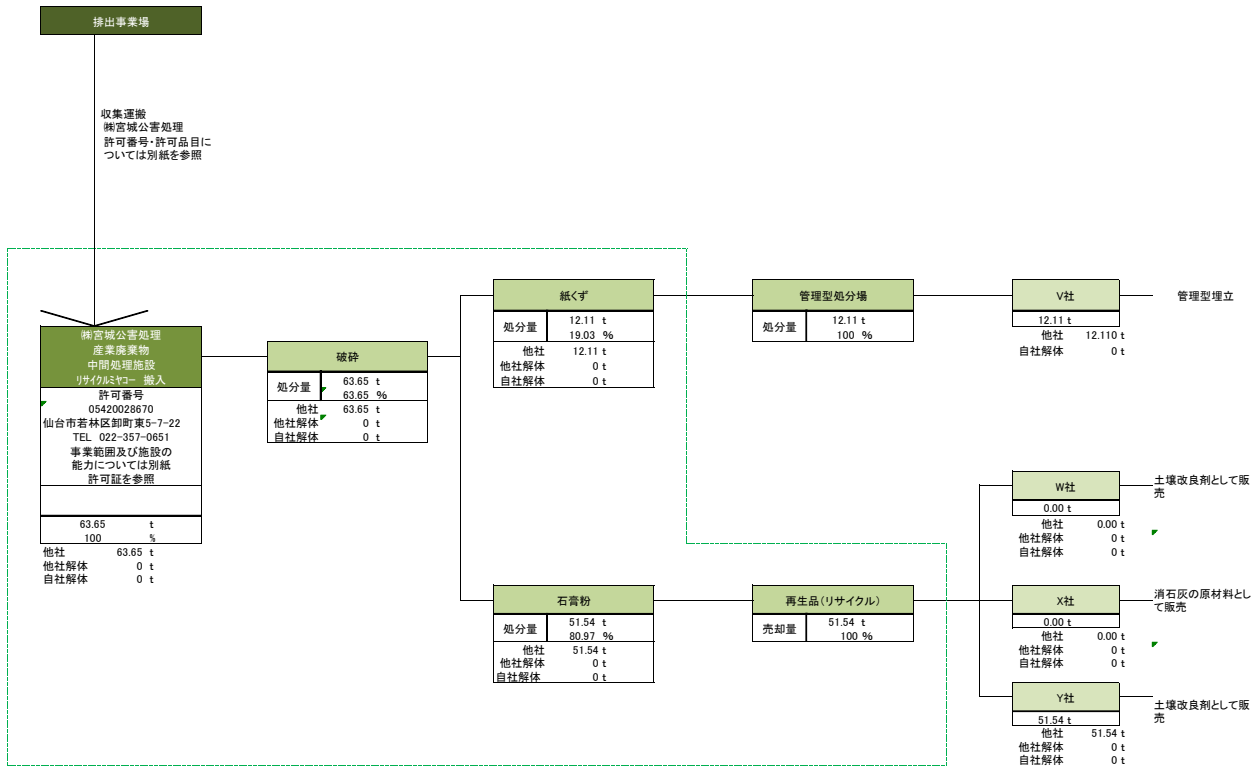 排出事業場
収集運搬
㈱宮城公害処理
許可番号・許可品目に
ついては別紙を参照
㈱宮城公害処理
産業廃棄物
中間処理施設
リサイクルミヤコー 搬入
許可番号
05420028670
仙台市若林区卸町東5-7-22
TEL 022-357-0651
事業範囲及び施設の
能力については別紙
許可証を参照
63.65 t
100 %
他社 63.65 t
他社解体 0 t
自社解体 0 t
破砕
処分量 63.65 t
63.65 %
他社 63.65 t
他社解体 0 t
自社解体 0 t
紙くず
処分量 12.11 t
19.03 %
他社 12.11 t
他社解体 0 t
自社解体 0 t
管理型処分場
処分量 12.11 t
100 %
V社
12.11 t
他社 12.110 t
自社解体 0 t
管理型埋立
石膏粉
処分量 51.54 t
80.97 %
他社 51.54 t
他社解体 0 t
自社解体 0 t
再生品(リサイクル)
売却量 51.54 t
100 %
W社
0.00 t
他社 0.00 t
他社解体 0 t
自社解体 0 t
土壌改良剤として販
売
X社
0.00 t
他社 0.00 t
他社解体 0 t
自社解体 0 t
消石灰の原材料とし
て販売
Y社
51.54 t
他社 51.54 t
他社解体 0 t
自社解体 0 t
土壌改良剤として販
売